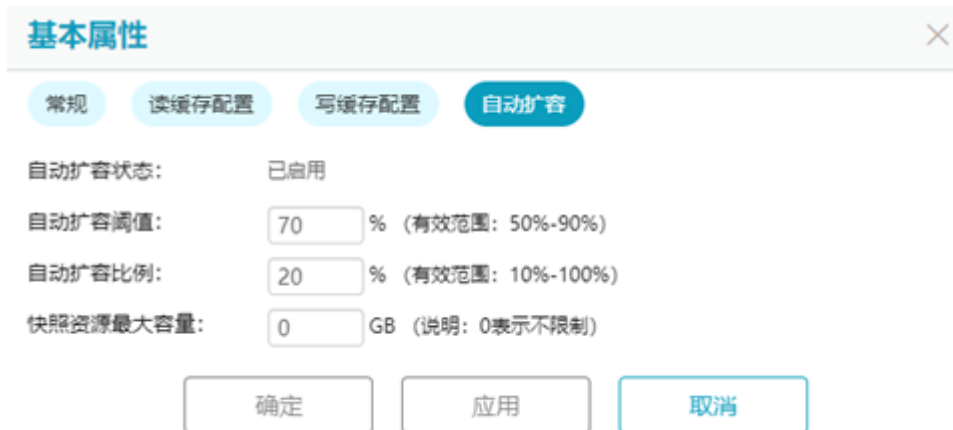 基本属性
常规 读缓存配置 写缓存配置 自动扩容
自动扩容状态: 已启用
自动扩容阈值: 70 % (有效范围: 50%-90%)
自动扩容比例: 20 % (有效范围: 10%-100%)
快照资源最大容量: 0 GB (说明: 0表示不限制)
确定 应用 取消